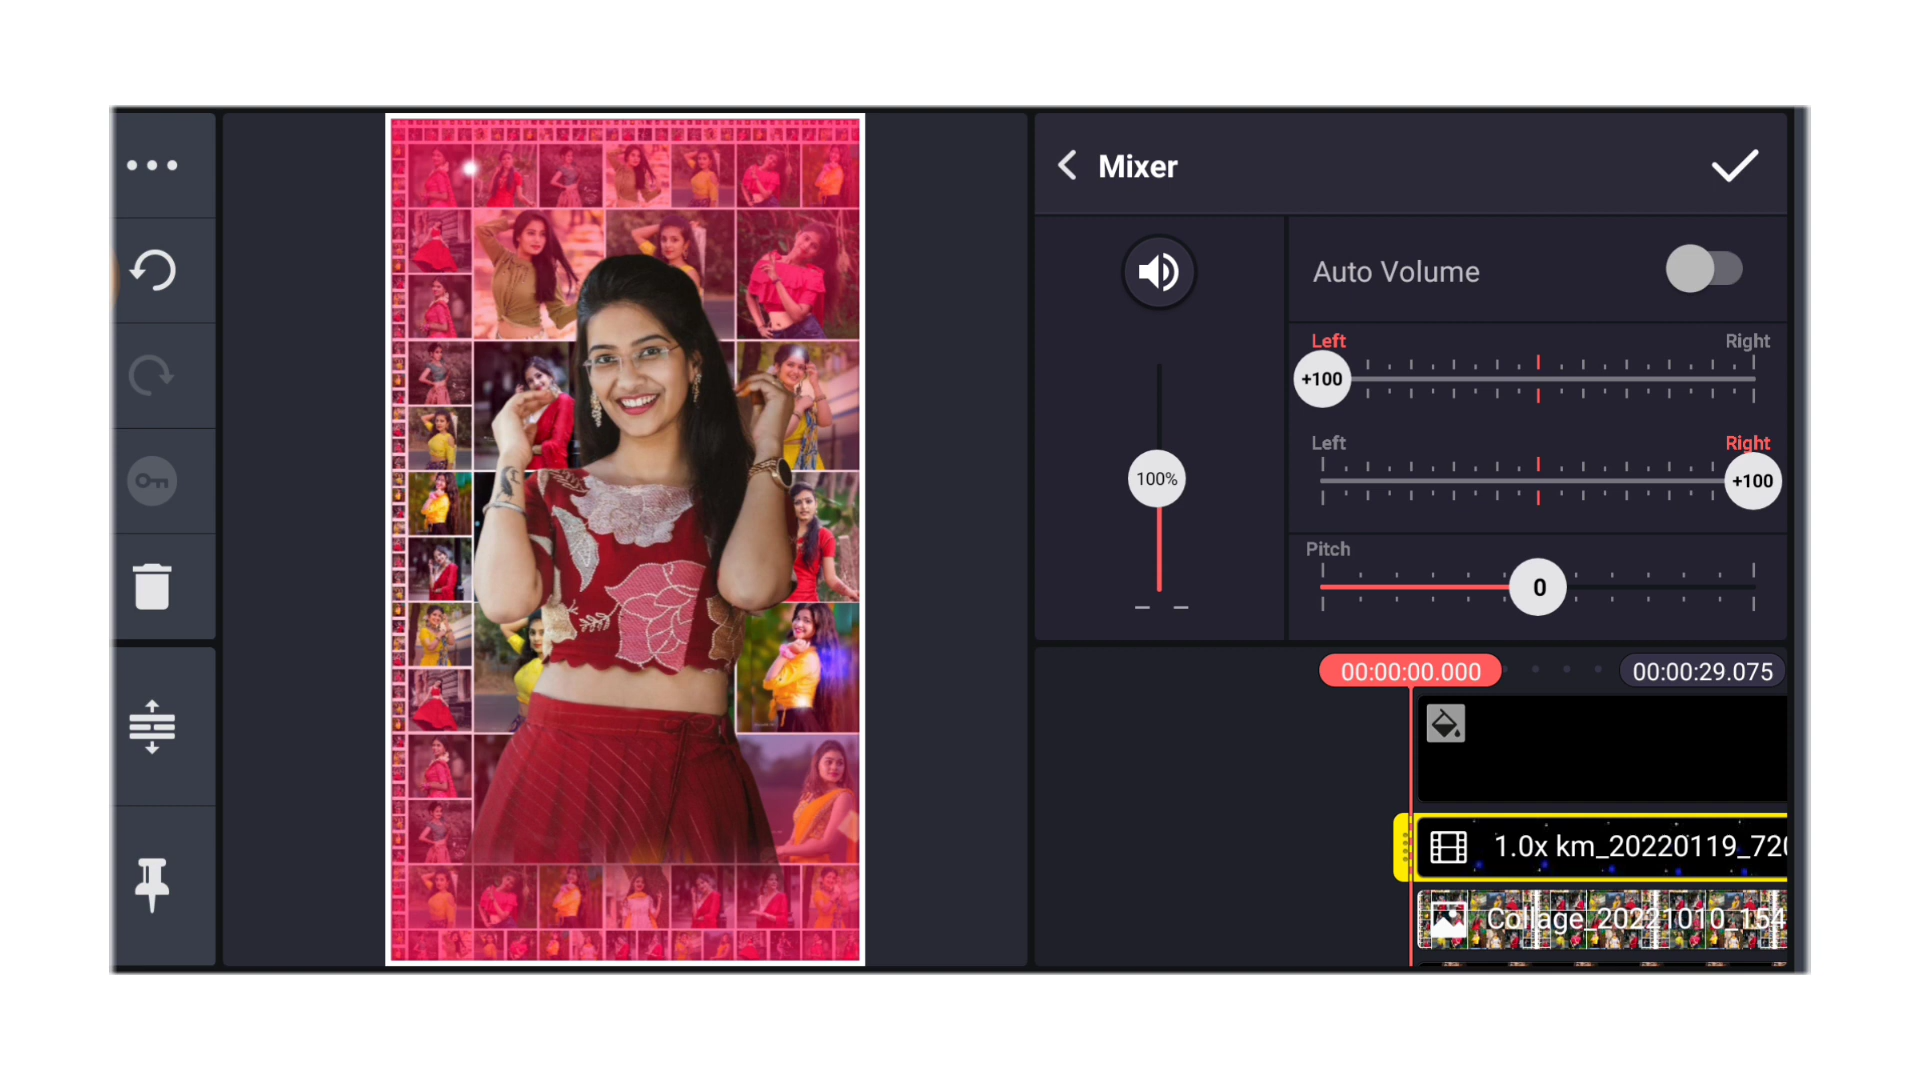 Mixer
Auto Volume
Left
Right
+100
Left
Right
+100
100%
Pitch
0
00:00:00.000
00:00:29.075
1.0x km_20220119_720
Collage_20221010_154